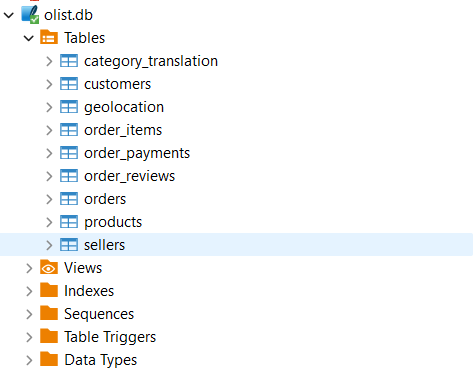 olist.db
Tables
category_translation
customers
geolocation
order_items
order_payments
order_reviews
orders
products
sellers
Views
Indexes
Sequences
Table Triggers
Data Types